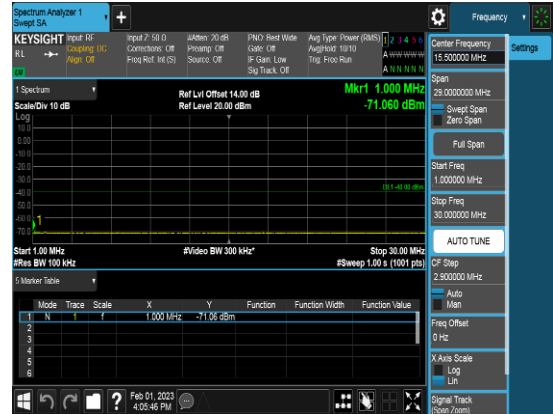 Spectrum Analyzer 1
Swept SA
Frequency
KEYSIGHT Input: RF Input Z: 50 Ω #Atten: 20 dB PNO: Best Wide Avg Type: Power (RMS) 1 2 3 4 5 6
RL Coupling: DC Corrections: Off Preamp: Off Gate: Off Avg|Hold: 10/10 A W W W W W
Align: Off Freq Ref: Int (S) Source: Off IF Gain: Low Trig: Free Run
Sig Track: Off A N N N N N
Center Frequency
15.500000 MHz
Settings
Span
29.0000000 MHz
Swept Span
Zero Span
Full Span
Start Freq
1.000000 MHz
Stop Freq
30.000000 MHz
AUTO TUNE
CF Step
2.900000 MHz
Auto
Man
Freq Offset
0 Hz
X Axis Scale
Log
Lin
Signal Track
(Span Zoom)
1 Spectrum
Ref Lvl Offset 14.00 dB
Mkr1 1.000 MHz
Scale/Div 10 dB
Ref Level 20.00 dBm
-71.060 dBm
Log
10.0
0.00
-10.0
-20.0
-30.0
DL1 -40.00 dBm
-40.0
-50.0
-60.0
1
-70.0
Start 1.00 MHz
#Video BW 300 kHz*
Stop 30.00 MHz
#Res BW 100 kHz
#Sweep 1.00 s (1001 pts)
5 Marker Table
Mode Trace Scale X Y Function Function Width Function Value
1 N 1 f 1.000 MHz -71.06 dBm
2
3
4
5
6
Feb 01, 2023
4:05:46 PM